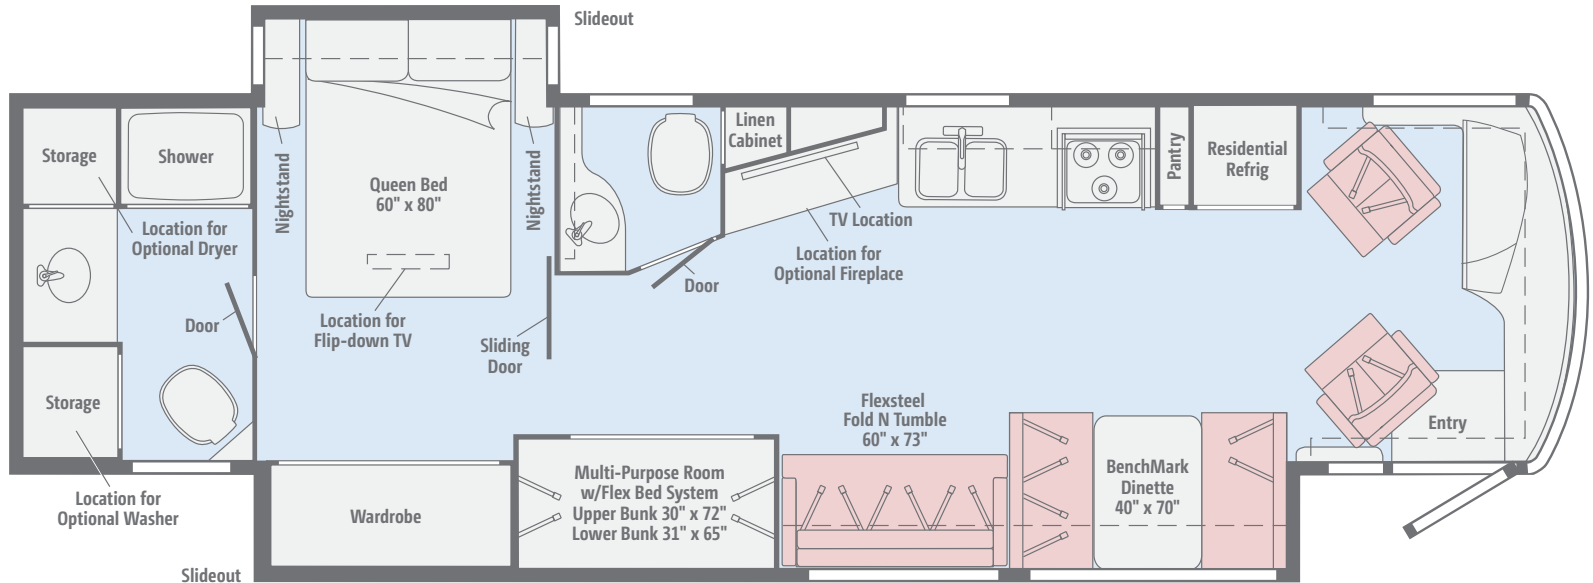 Slideout
Storage
Shower
Nightstand
Queen Bed
60" x 80"
Nightstand
Linen
Cabinet
Pantry
Residential
Refrig
Location for
Optional Dryer
TV Location
Location for
Optional Fireplace
Door
Door
Location for
Flip-down TV
Sliding
Door
Storage
Flexsteel
Fold N Tumble
60" x 73"
Entry
Location for
Optional Washer
Wardrobe
Multi-Purpose Room
w/Flex Bed System
Upper Bunk 30" x 72"
Lower Bunk 31" x 65"
BenchMark
Dinette
40" x 70"
Slideout